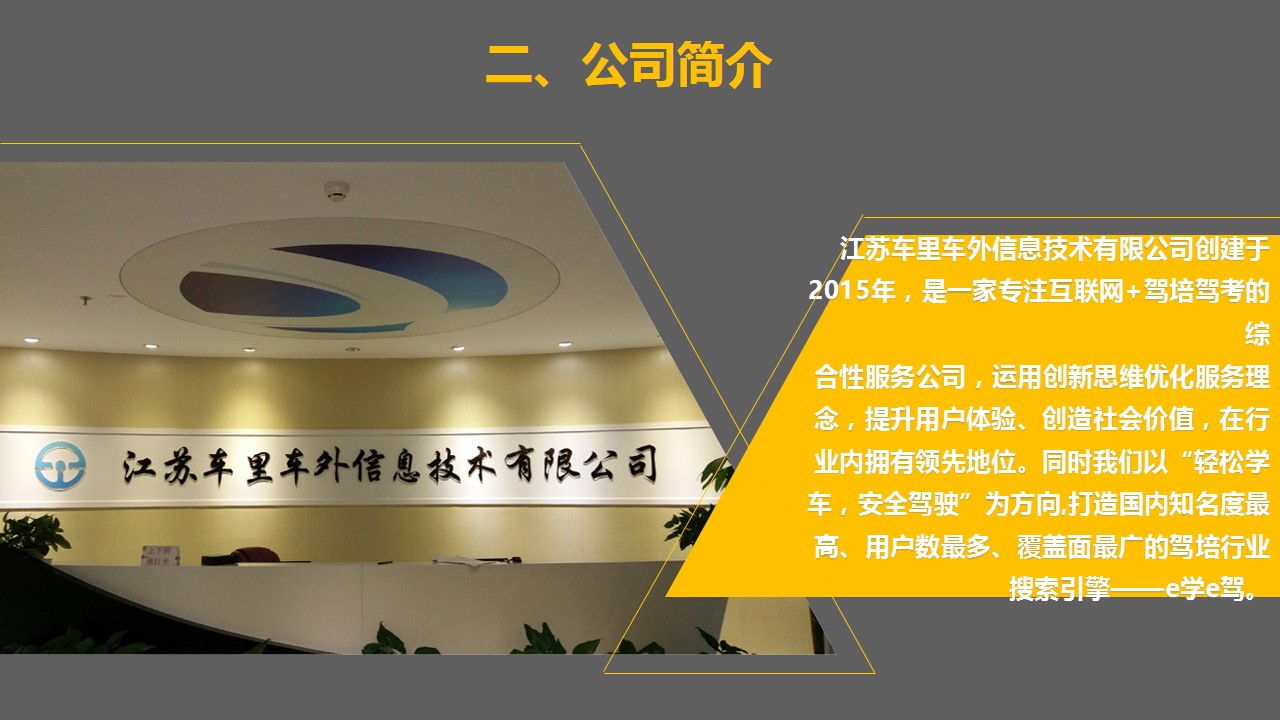 二、公司简介
江苏车里车外信息技术有限公司
上下班
请打卡
江苏车里车外信息技术有限公司创建于
2015年，是一家专注互联网+驾培驾考的
综
合性服务公司，运用创新思维优化服务理
念，提升用户体验、创造社会价值，在行
业内拥有领先地位。同时我们以“轻松学
车，安全驾驶”为方向,打造国内知名度最
高、用户数最多、覆盖面最广的驾培行业
搜索引擎——e学e驾。